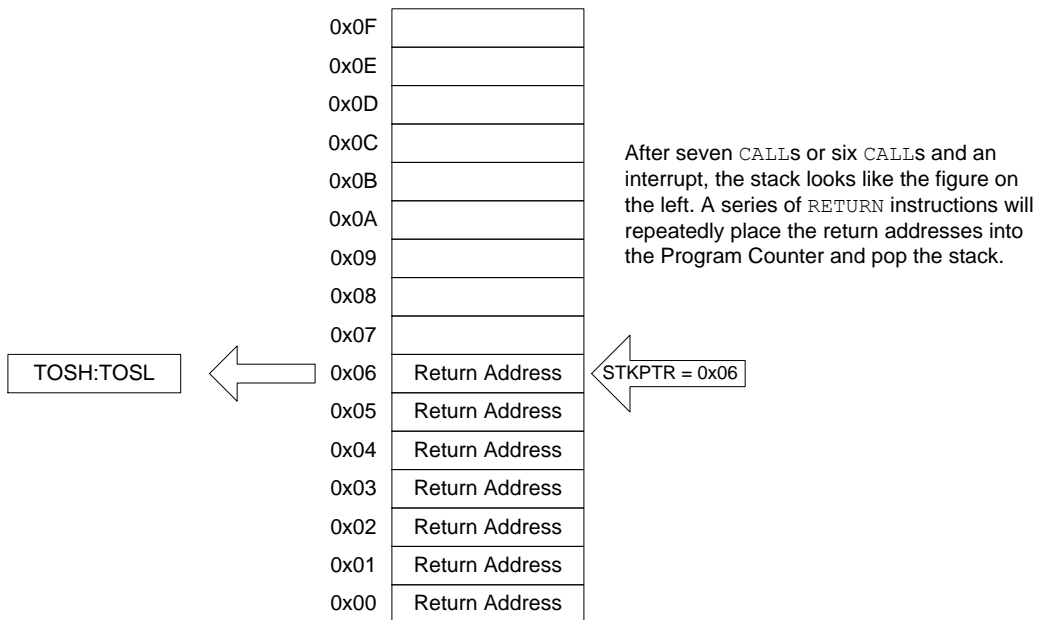 0x0F
0x0E
0x0D
0x0C
0x0B
0x0A
0x09
0x08
0x07
After seven CALLs or six CALLs and an
interrupt, the stack looks like the figure on
the left. A series of RETURN instructions will
repeatedly place the return addresses into
the Program Counter and pop the stack.
TOSH:TOSL
0x06 Return Address
STKPTR = 0x06
0x05 Return Address
0x04 Return Address
0x03 Return Address
0x02 Return Address
0x01 Return Address
0x00 Return Address